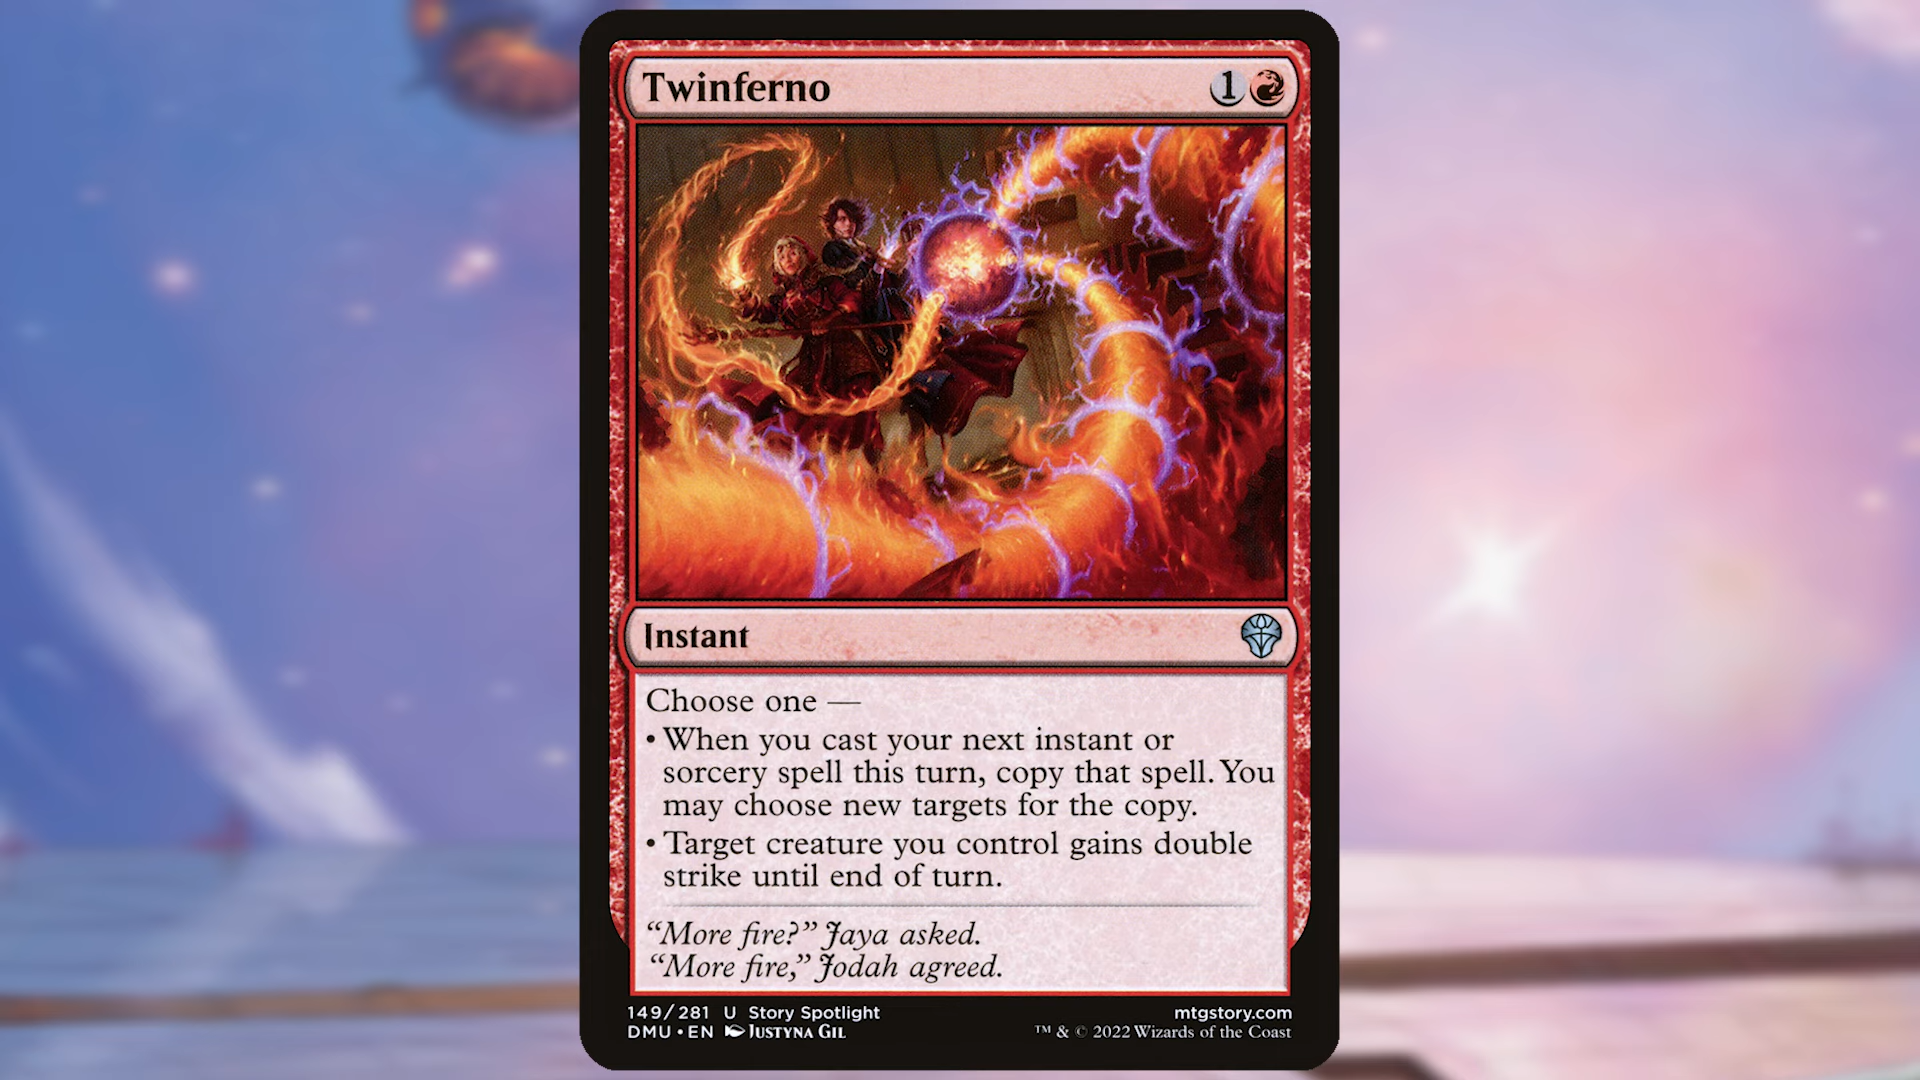 Twinferno 1
Instant
Choose one —
• When you cast your next instant or
sorcery spell this turn, copy that spell. You
may choose new targets for the copy.
• Target creature you control gains double
strike until end of turn.
“More fire?” Jaya asked.
“More fire,” Jodah agreed.
149/281 U Story Spotlight
mtgstory.com
DMU • EN Justyna Gil
™ & © 2022 Wizards of the Coast